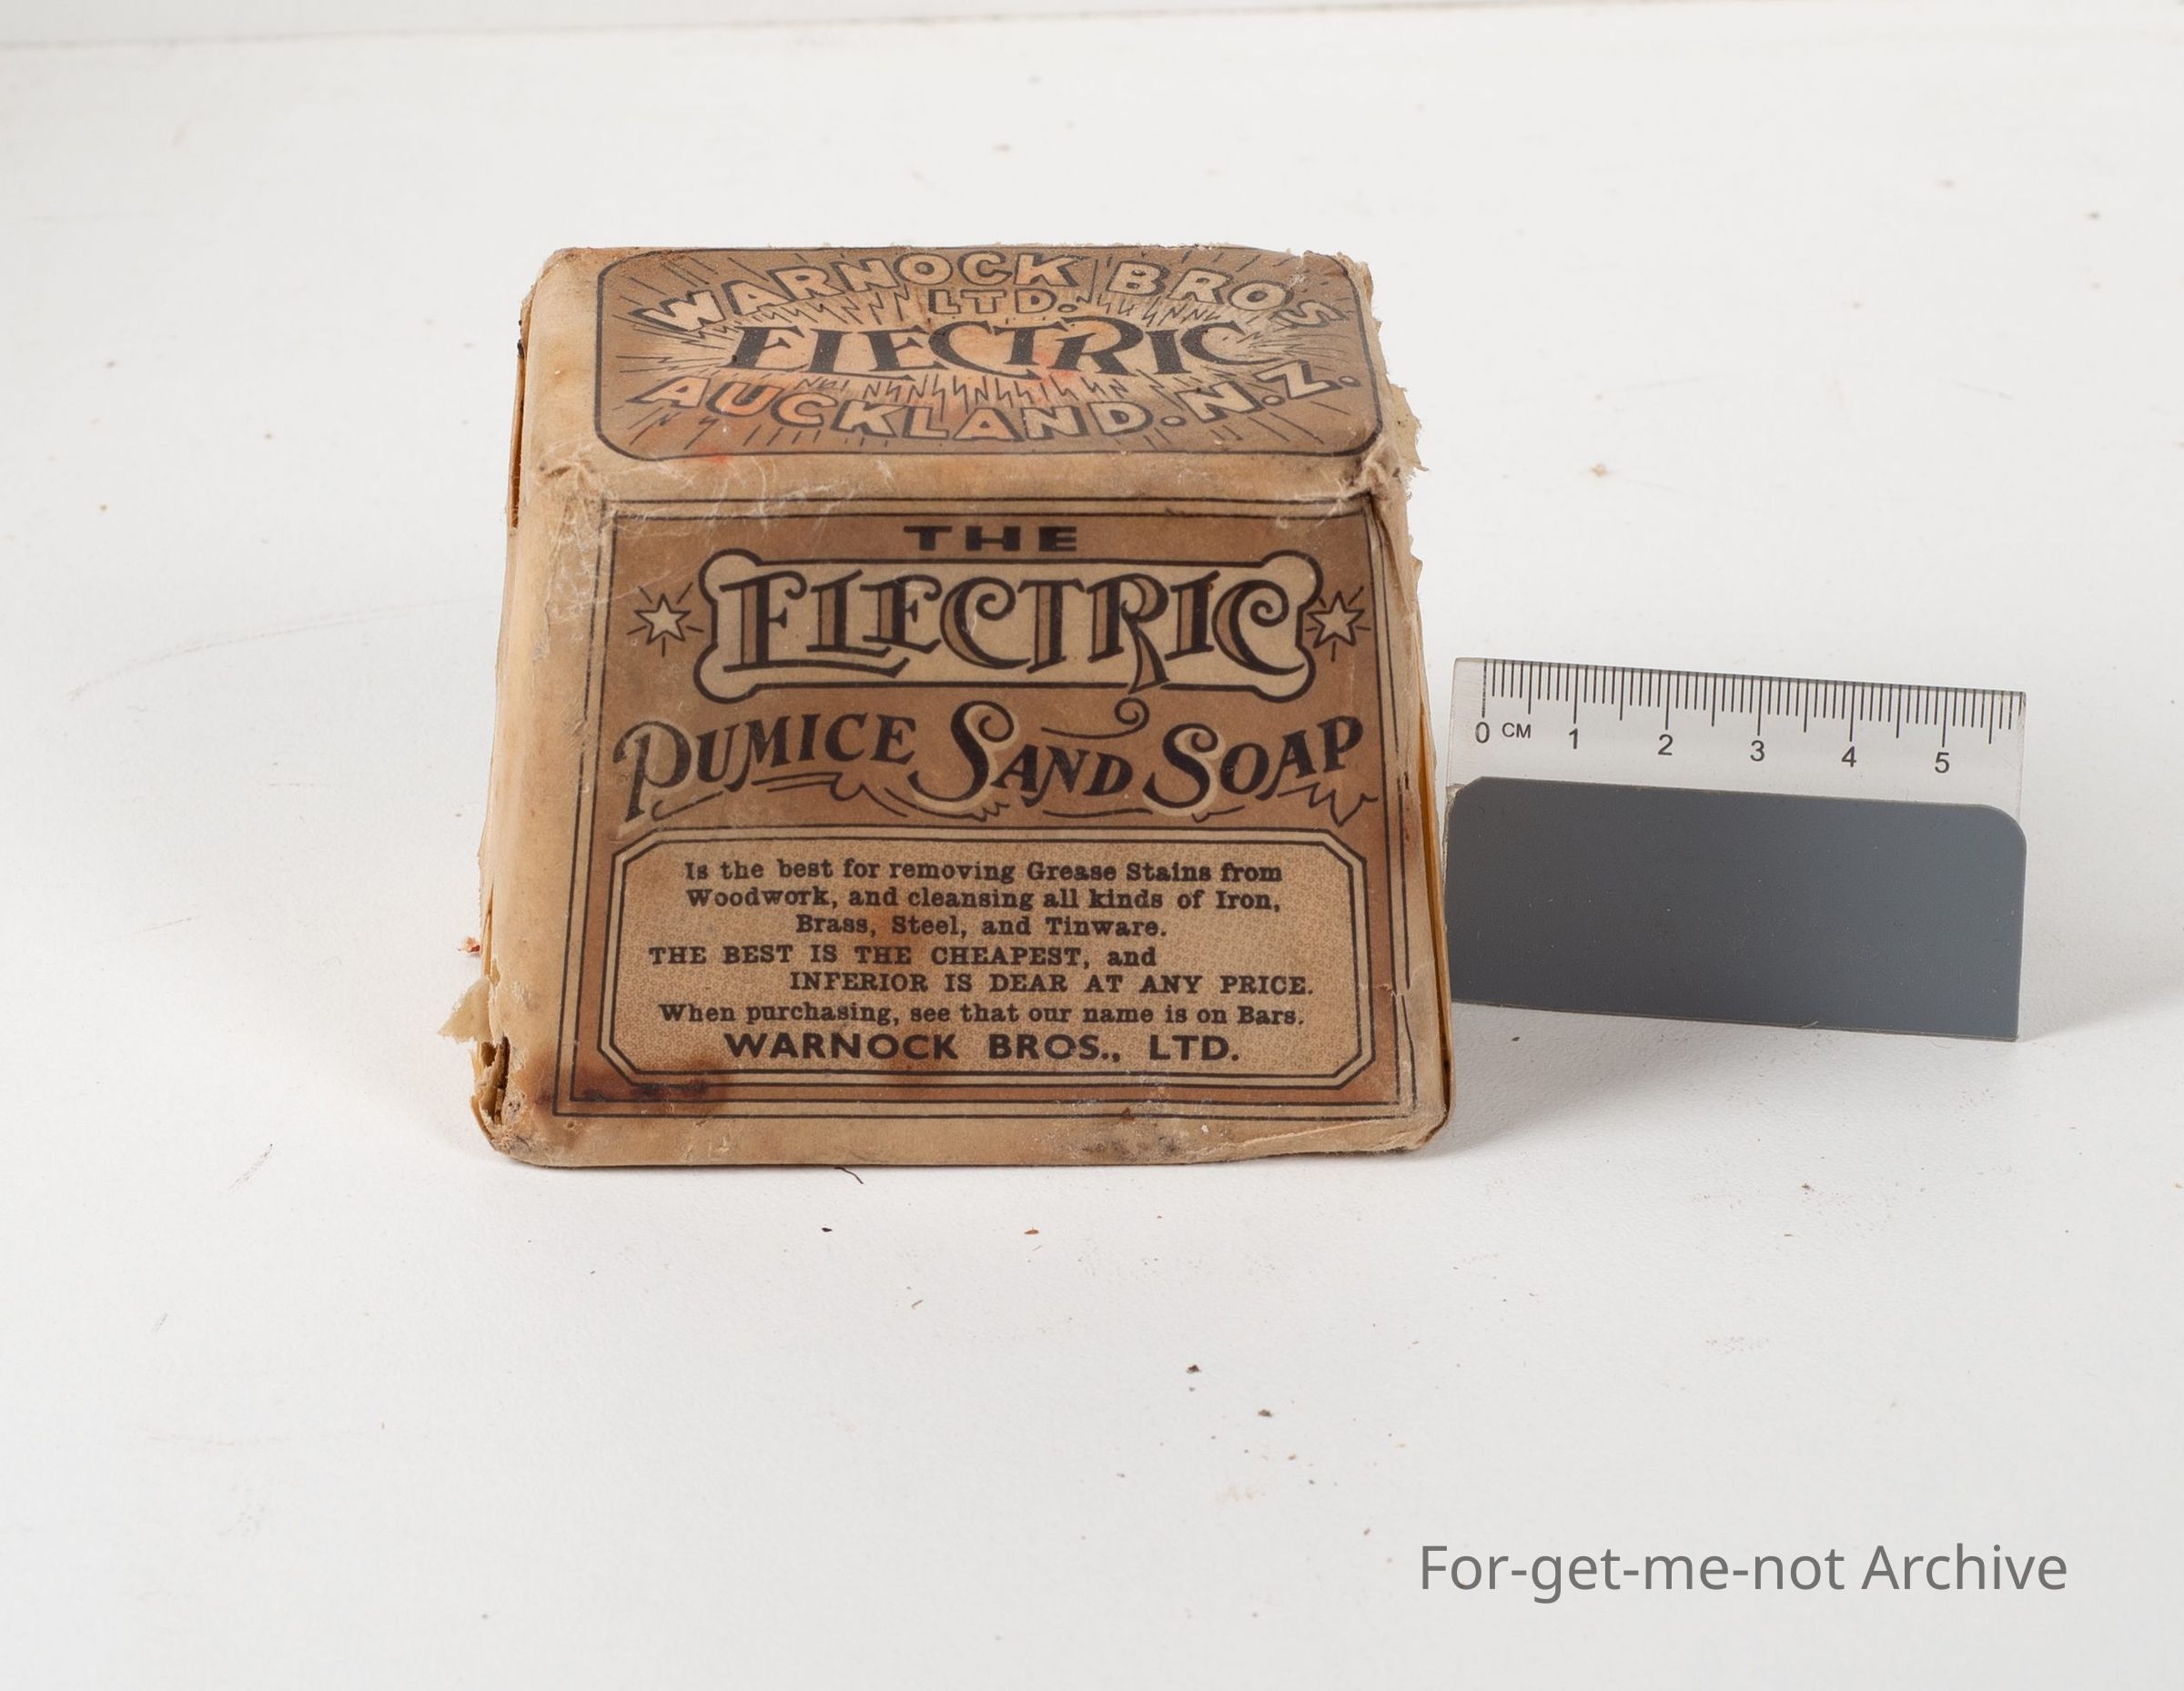 WARNOCK BROS
LTD.
ELECTRIC
AUCKLAND. N.Z.
THE
ELECTRIC
PUMICE SAND SOAP
Is the best for removing Grease Stains from
Woodwork, and cleansing all kinds of Iron,
Brass, Steel, and Tinware.
THE BEST IS THE CHEAPEST, and
INFERIOR IS DEAR AT ANY PRICE.
When purchasing, see that our name is on Bars.
WARNOCK BROS., LTD.
0 CM 1 2 3 4 5
For-get-me-not Archive